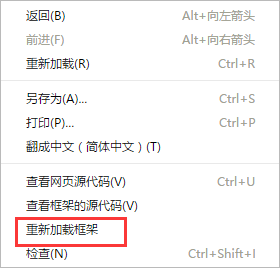 返回(B) Alt+向左箭头
前进(F) Alt+向右箭头
重新加载(R) Ctrl+R
另存为(A)... Ctrl+S
打印(P)... Ctrl+P
翻成中文（简体中文）(T)
查看网页源代码(V) Ctrl+U
查看框架的源代码(V)
重新加载框架
检查(N) Ctrl+Shift+I